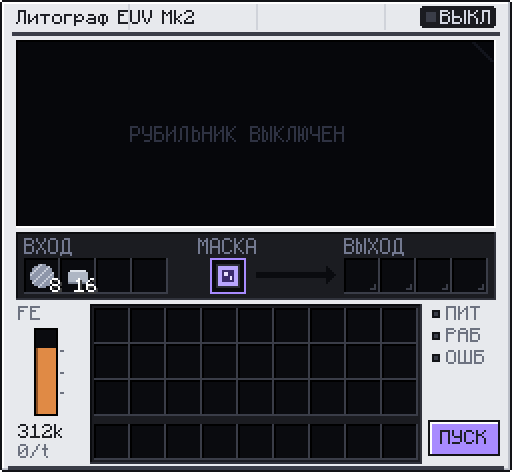 Литограф EUV Mk2
ВЫКЛ
РУБИЛЬНИК ВЫКЛЮЧЕН
ВХОД МАСКА ВЫХОД
8 16
FE
ПИТ
РАБ
ОШБ
312k
0/t
ПУСК